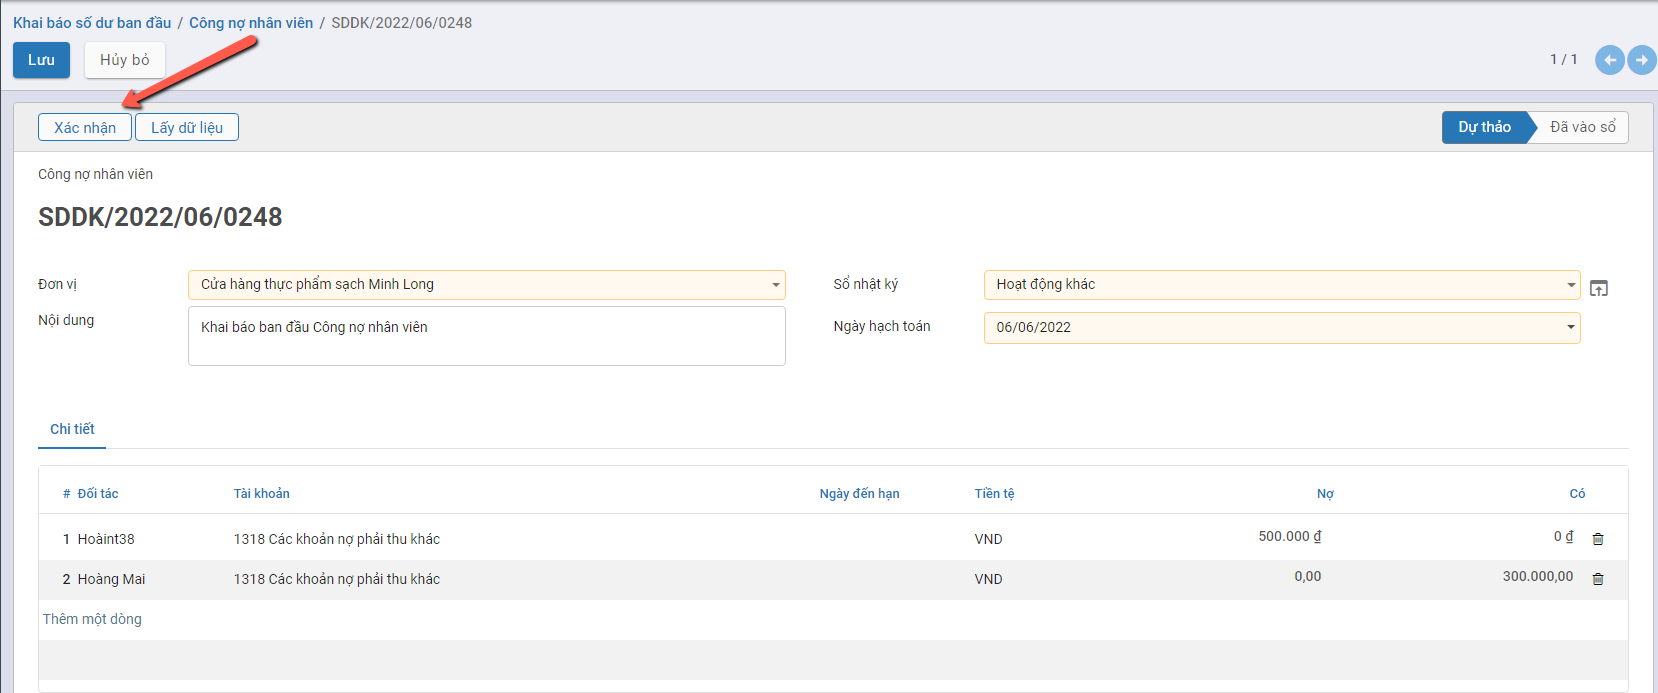 Khai báo số dư ban đầu / Công nợ nhân viên / SDDK/2022/06/0248
Lưu Hủy bỏ 1 / 1
Xác nhận Lấy dữ liệu Dự thảo Đã vào sổ
Công nợ nhân viên
SDDK/2022/06/0248
Đơn vị Cửa hàng thực phẩm sạch Minh Long Sổ nhật ký Hoạt động khác
Nội dung Khai báo ban đầu Công nợ nhân viên Ngày hạch toán 06/06/2022
Chi tiết
# Đối tác Tài khoản Ngày đến hạn Tiền tệ Nợ Có
1 Hoàint38 1318 Các khoản nợ phải thu khác VND 500.000 ₫ 0 ₫
2 Hoàng Mai 1318 Các khoản nợ phải thu khác VND 0,00 300.000,00
Thêm một dòng